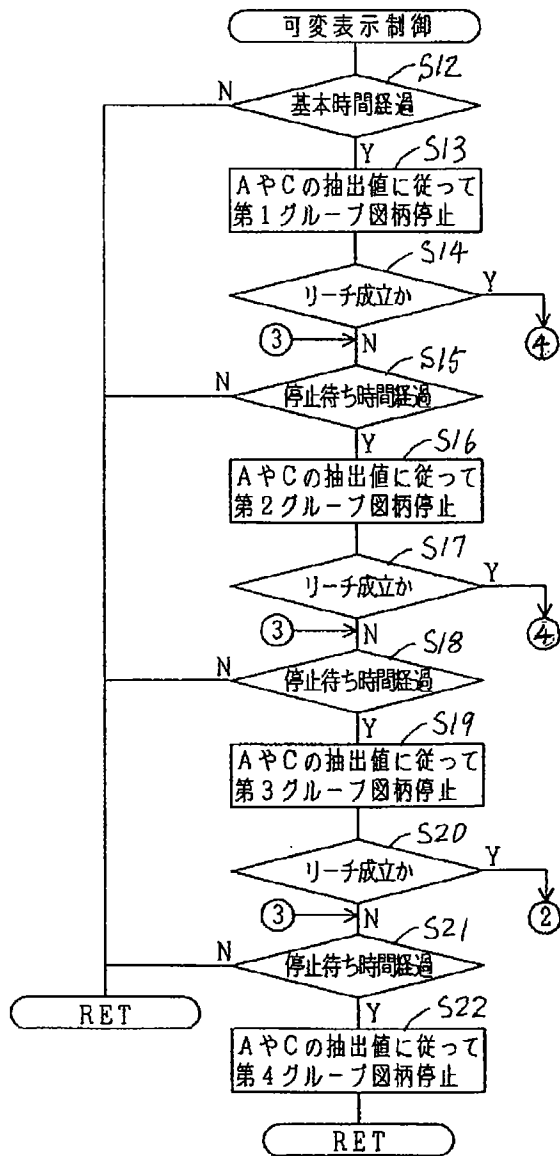 可変表示制御
S12
N
基本時間経過
Y
S13
AやCの抽出値に従って
第1グループ図柄停止
S14
リーチ成立か
Y
③
N
④
S15
N
停止待ち時間経過
Y
S16
AやCの抽出値に従って
第2グループ図柄停止
S17
リーチ成立か
Y
③
N
④
S18
N
停止待ち時間経過
Y
S19
AやCの抽出値に従って
第3グループ図柄停止
S20
リーチ成立か
Y
③
N
②
S21
N
停止待ち時間経過
RET
Y
S22
AやCの抽出値に従って
第4グループ図柄停止
RET